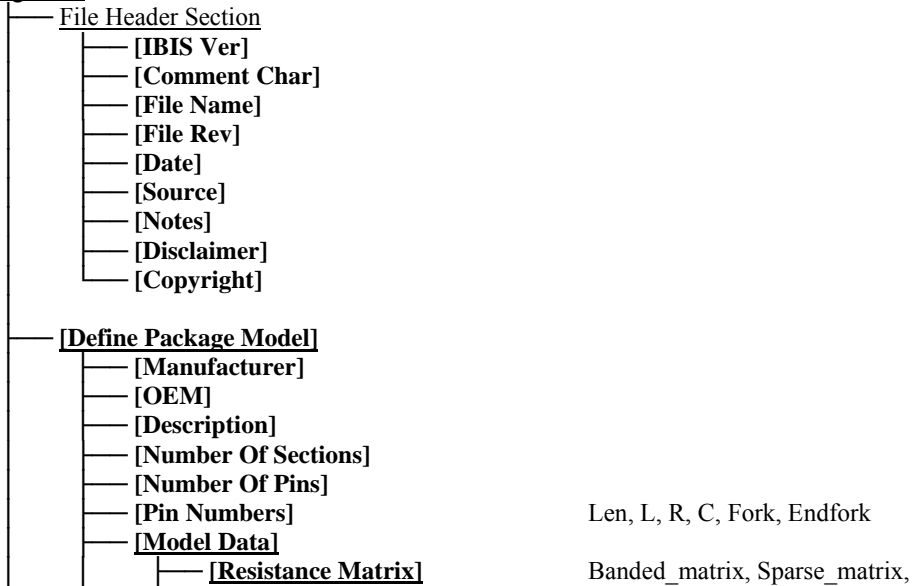 File Header Section
[IBIS Ver]
[Comment Char]
[File Name]
[File Rev]
[Date]
[Source]
[Notes]
[Disclaimer]
[Copyright]
[Define Package Model]
[Manufacturer]
[OEM]
[Description]
[Number Of Sections]
[Number Of Pins]
[Pin Numbers] Len, L, R, C, Fork, Endfork
[Model Data]
[Resistance Matrix] Banded_matrix, Sparse_matrix,